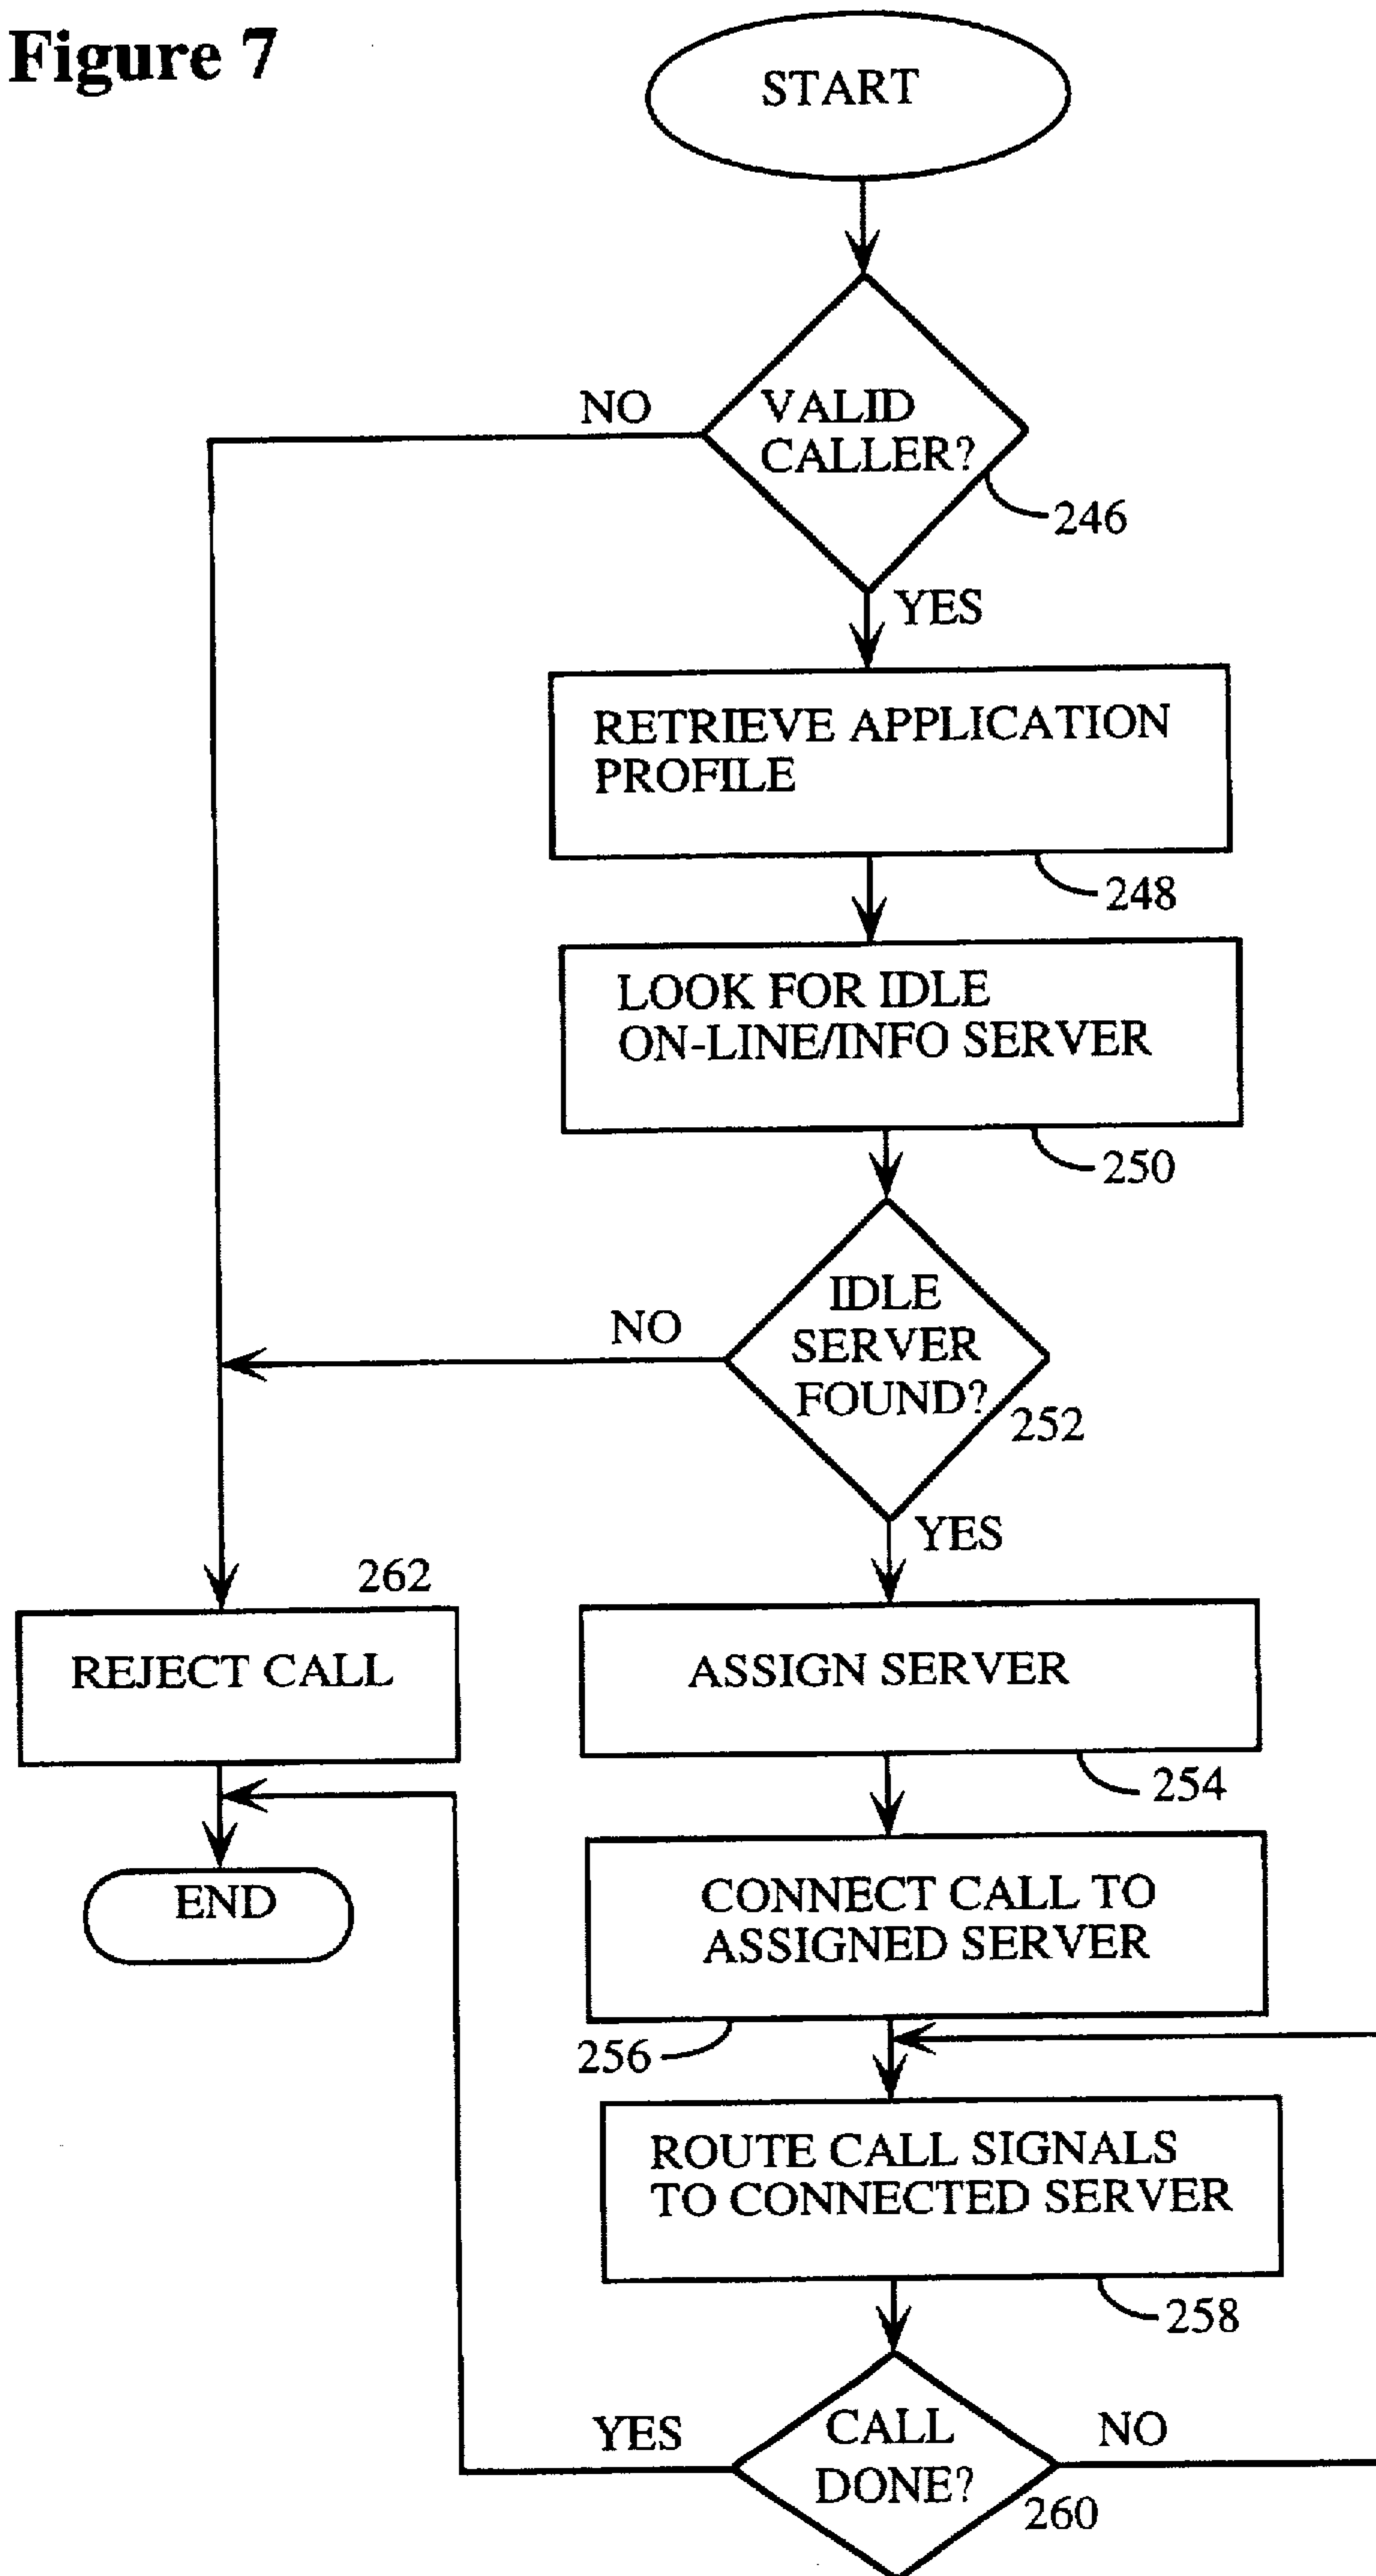 Figure 7
START
NO
VALID
CALLER?
246
YES
RETRIEVE APPLICATION
PROFILE
248
LOOK FOR IDLE
ON-LINE/INFO SERVER
250
NO
IDLE
SERVER
FOUND?
252
YES
262
REJECT CALL
ASSIGN SERVER
254
END
CONNECT CALL TO
ASSIGNED SERVER
256
ROUTE CALL SIGNALS
TO CONNECTED SERVER
258
YES
CALL
DONE?
NO
260